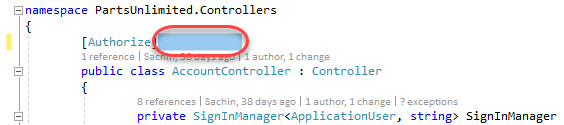 namespace PartsUnlimited.Controllers
{
[Authorize]
1 reference | Sachin, 38 days ago | 1 author, 1 change
public class AccountController : Controller
{
8 references | Sachin, 38 days ago | 1 author, 1 change | ? exceptions
private SignInManager<ApplicationUser, string> SignInManager